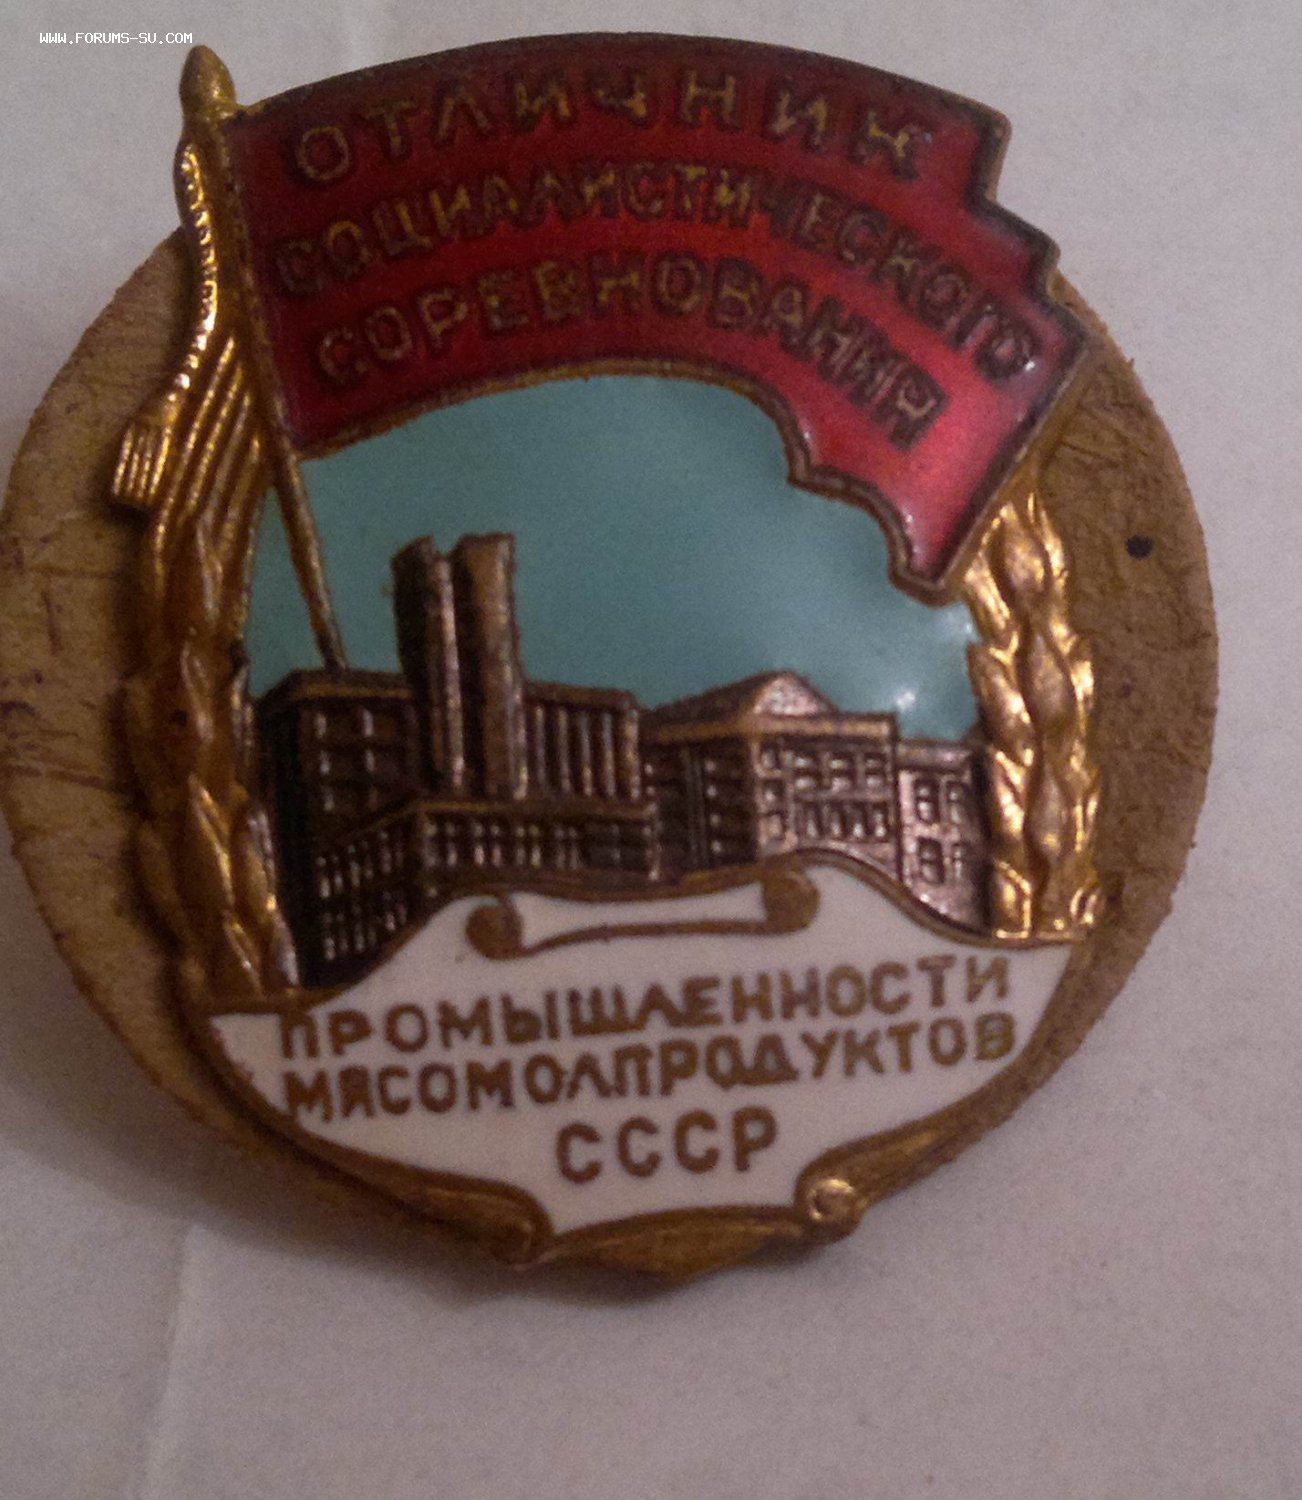 WWW.FORUMS-SU.COM
ОТЛИЧНИК
СОЦИАЛИСТИЧЕСКОГО
СОРЕВНОВАНИЯ
ПРОМЫШЛЕННОСТИ
МЯСОМОЛПРОДУКТОВ
СССР